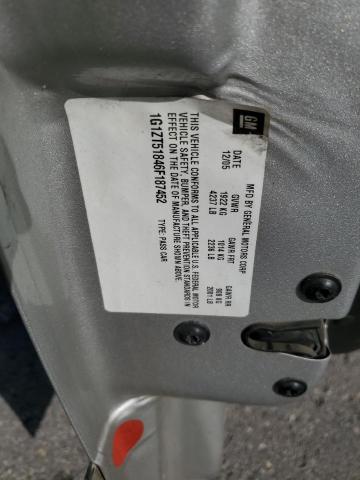 GM
MFD BY GENERAL MOTORS CORP
DATE GVWR GAWR FRT GAWR RR
12/05 1922 KG 1014 KG 908 KG
4237 LB 2236 LB 2001 LB
THIS VEHICLE CONFORMS TO ALL APPLICABLE U.S. FEDERAL MOTOR
VEHICLE SAFETY, BUMPER, AND THEFT PREVENTION STANDARDS IN
EFFECT ON THE DATE OF MANUFACTURE SHOWN ABOVE.
1G1ZT51846F187452 TYPE: PASS CAR